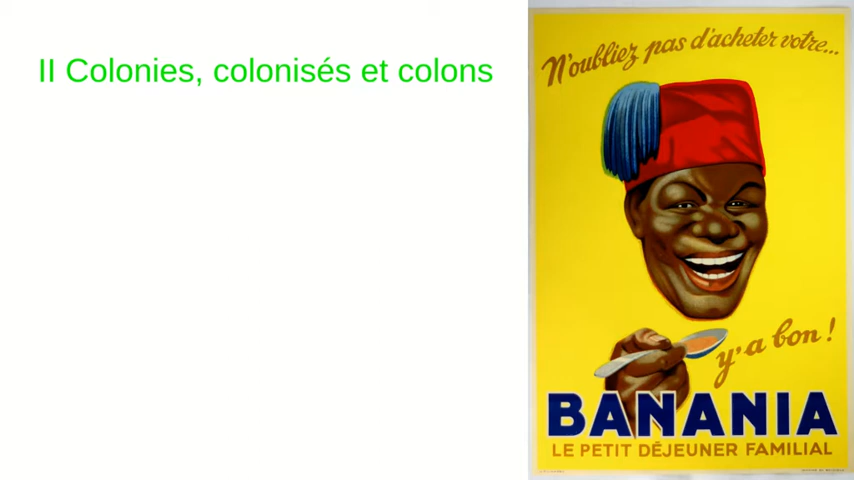 II Colonies, colonisés et colons
N'oubliez pas d'acheter votre...
y'a bon !
BANANIA
LE PETIT DÉJEUNER FAMILIAL